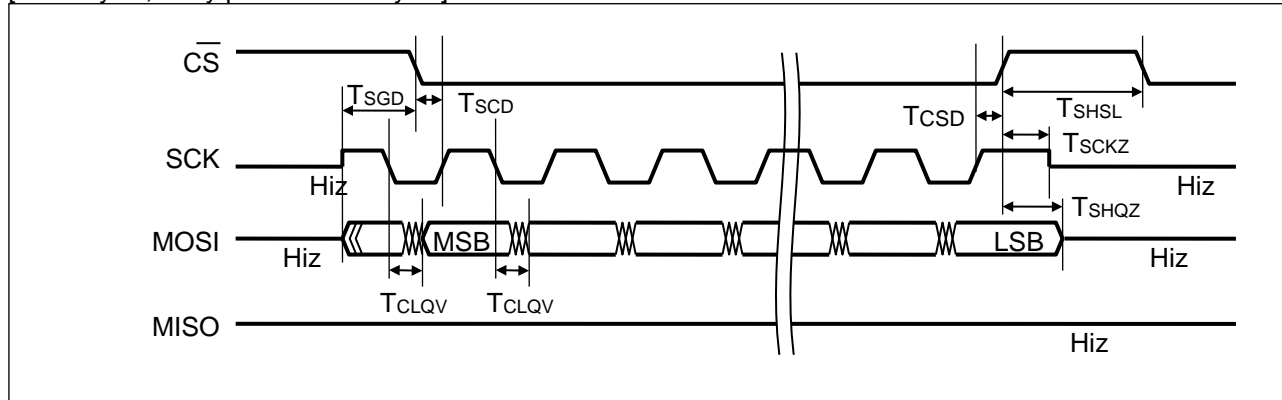 CS
TSGD
TSCD
TCSD
TSHSL
SCK
TSCKZ
Hiz
Hiz
TSHQZ
MOSI
MSB
LSB
Hiz
Hiz
TCLQV
TCLQV
MISO
Hiz